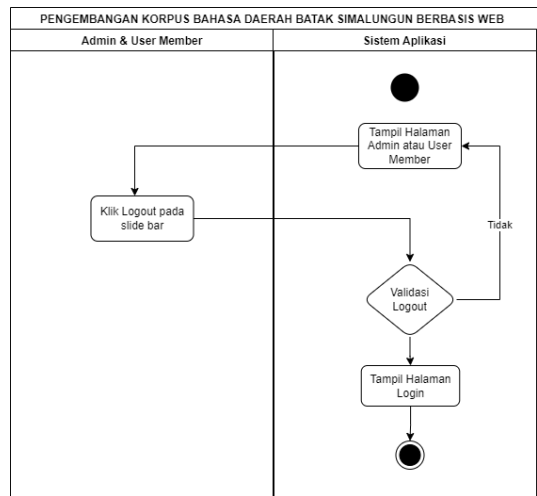 PENGEMBANGAN KORPUS BAHASA DAERAH BATAK SIMALUNGUN BERBASIS WEB
Admin & User Member
Sistem Aplikasi
Tampil Halaman
Admin atau User
Member
Klik Logout pada
slide bar
Tidak
Validasi
Logout
Tampil Halaman
Login